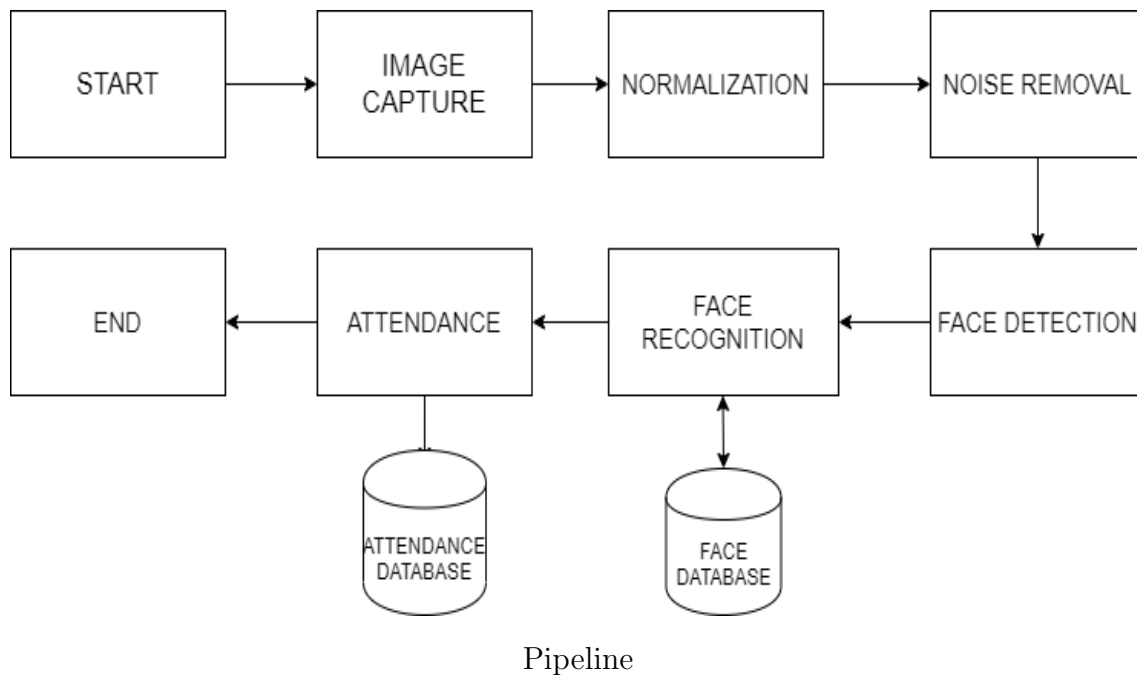 START
IMAGE
CAPTURE
NORMALIZATION
NOISE REMOVAL
END
ATTENDANCE
FACE
RECOGNITION
FACE DETECTION
ATTENDANCE
DATABASE
FACE
DATABASE
Pipeline